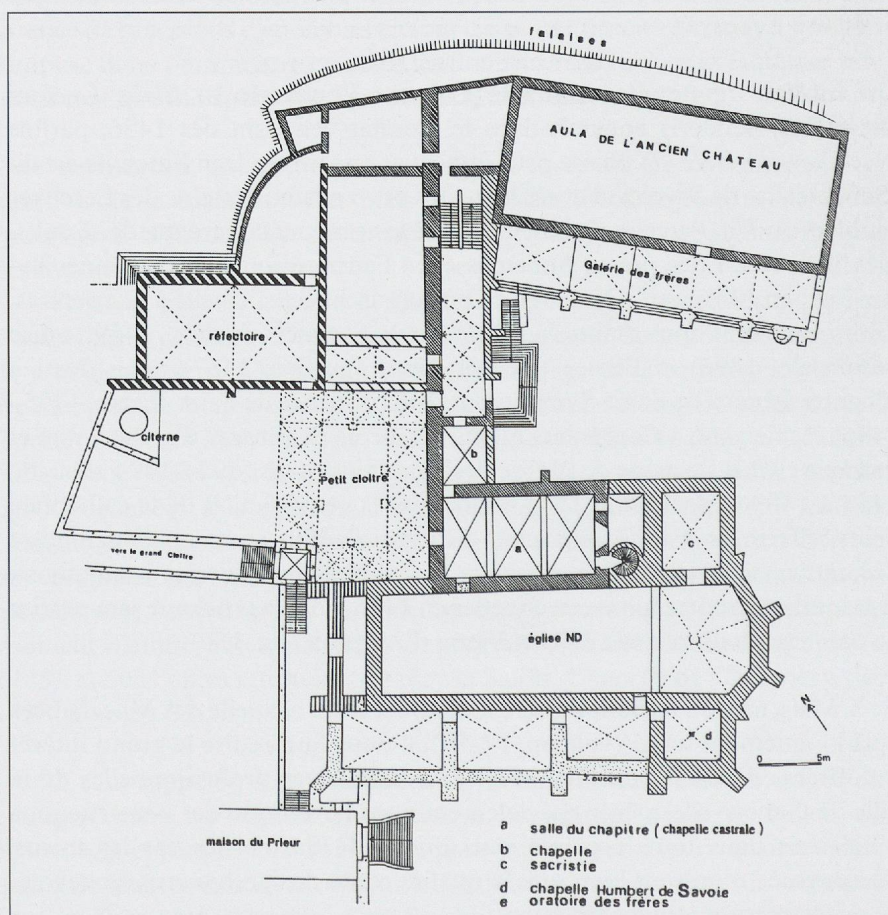 falaises
AULA DE L'ANCIEN CHATEAU
Galerie des frères
réfectoire
e
citerne
b
Petit cloître
vers le grand Cloître
a
c
église ND
N
d
0 5m
J. DUCOTÉ
maison du Prieur
a salle du chapitre ( chapelle castrale )
b chapelle
c sacristie
d chapelle Humbert de Savoie
e oratoire des frères